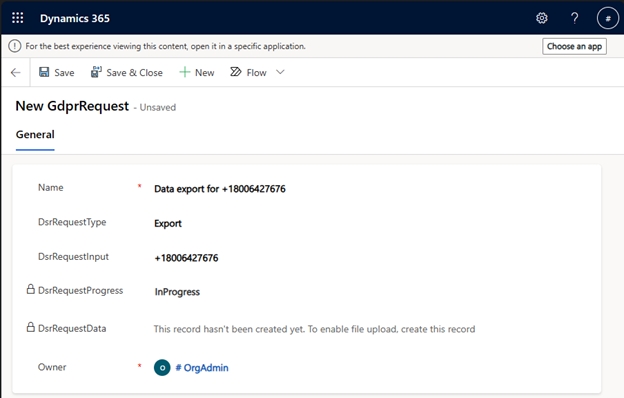 Dynamics 365
?
#
For the best experience viewing this content, open it in a specific application.
Choose an app
Save
Save & Close
New
Flow
New GdprRequest - Unsaved
General
Name * Data export for +18006427676
DsrRequestType Export
DsrRequestInput +18006427676
DsrRequestProgress InProgress
DsrRequestData This record hasn't been created yet. To enable file upload, create this record
Owner * O # OrgAdmin